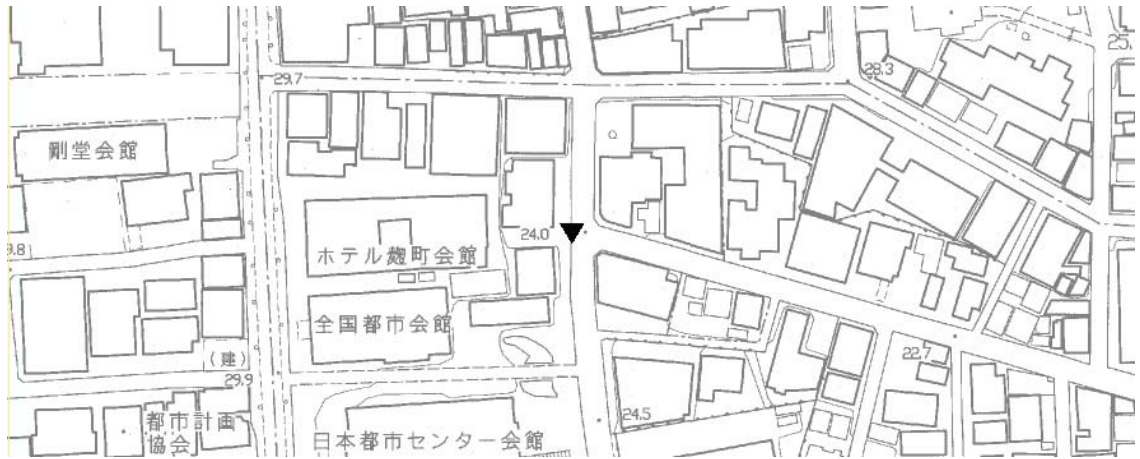 29.7
28.3
25.
剛堂会館
24.0
9.8
ホテル麹町会館
全国都市会館
(建)
22.7
29.9
24.5
都市計画
協会
日本都市センター会館